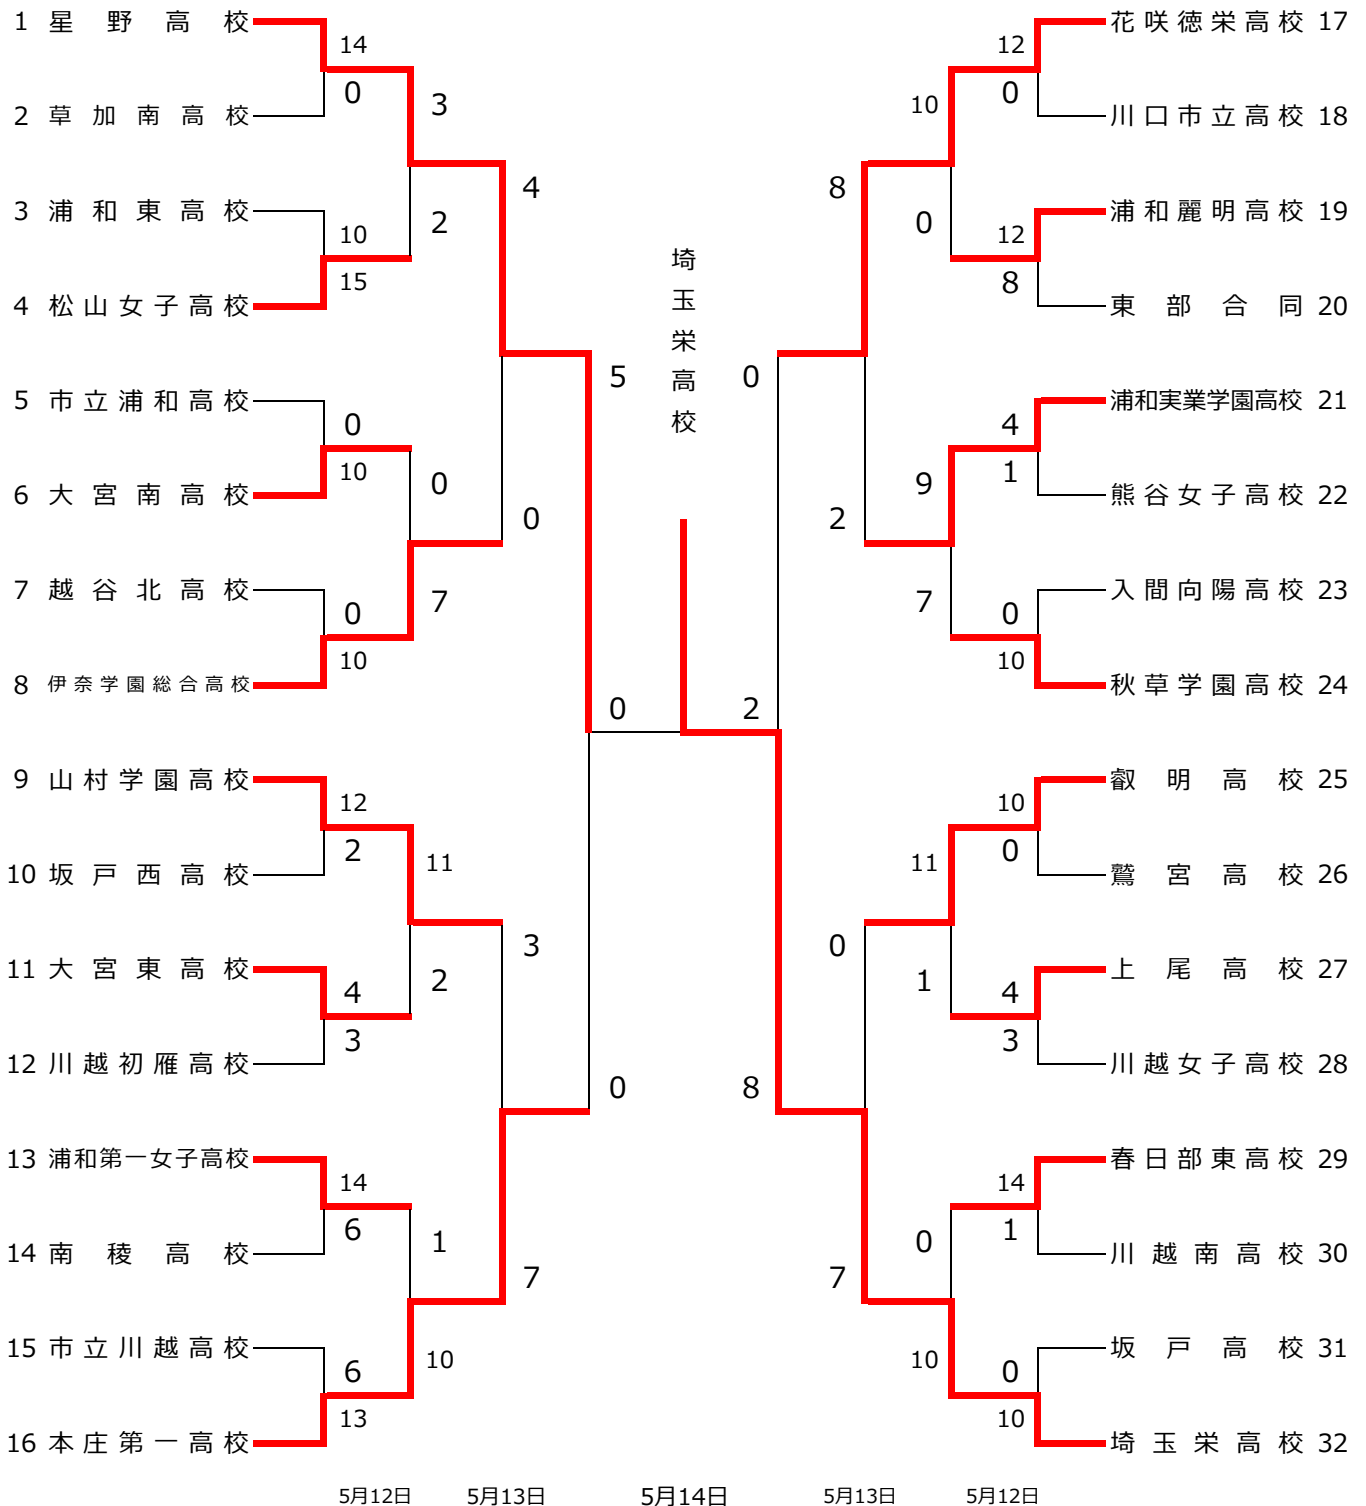 1 星野高校
14
0
2 草加南高校
3
3 浦和東高校
10
15
2
4 松山女子高校
4
5 市立浦和高校
0
10
6 大宮南高校
0
7 越谷北高校
0
10
7
8 伊奈学園総合高校
0
5
9 山村学園高校
12
2
10 坂戸西高校
11
11 大宮東高校
4
3
2
12 川越初雁高校
3
13 浦和第一女子高校
14
6
14 南稜高校
1
15 市立川越高校
6
13
10
16 本庄第一高校
7
0
0
埼玉栄高校
2
花咲徳栄高校 17
12
0
川口市立高校 18
10
浦和麗明高校 19
12
8
0
東部合同 20
8
浦和実業学園高校 21
4
1
熊谷女子高校 22
9
入間向陽高校 23
0
10
7
秋草学園高校 24
2
0
叡明高校 25
10
0
鷲宮高校 26
11
上尾高校 27
4
3
1
川越女子高校 28
0
春日部東高校 29
14
1
川越南高校 30
0
坂戸高校 31
0
10
10
埼玉栄高校 32
7
8
5月12日 5月13日 5月14日 5月13日 5月12日